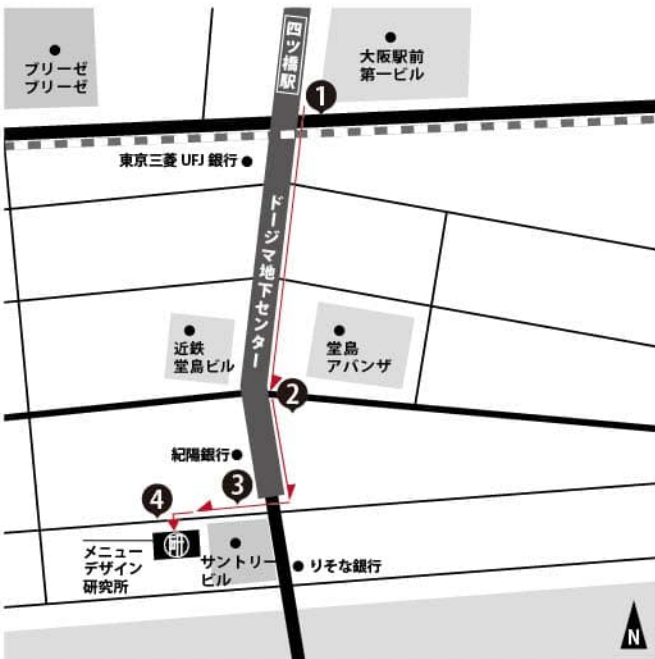 四ツ橋駅
ブリーゼ
ブリーゼ
大阪駅前
第一ビル
1
東京三菱 UFJ 銀行
ドージマ地下センター
近鉄
堂島ビル
堂島
アバンザ
2
紀陽銀行
3
4
メニュー
デザイン
研究所
サントリー
ビル
りそな銀行
N